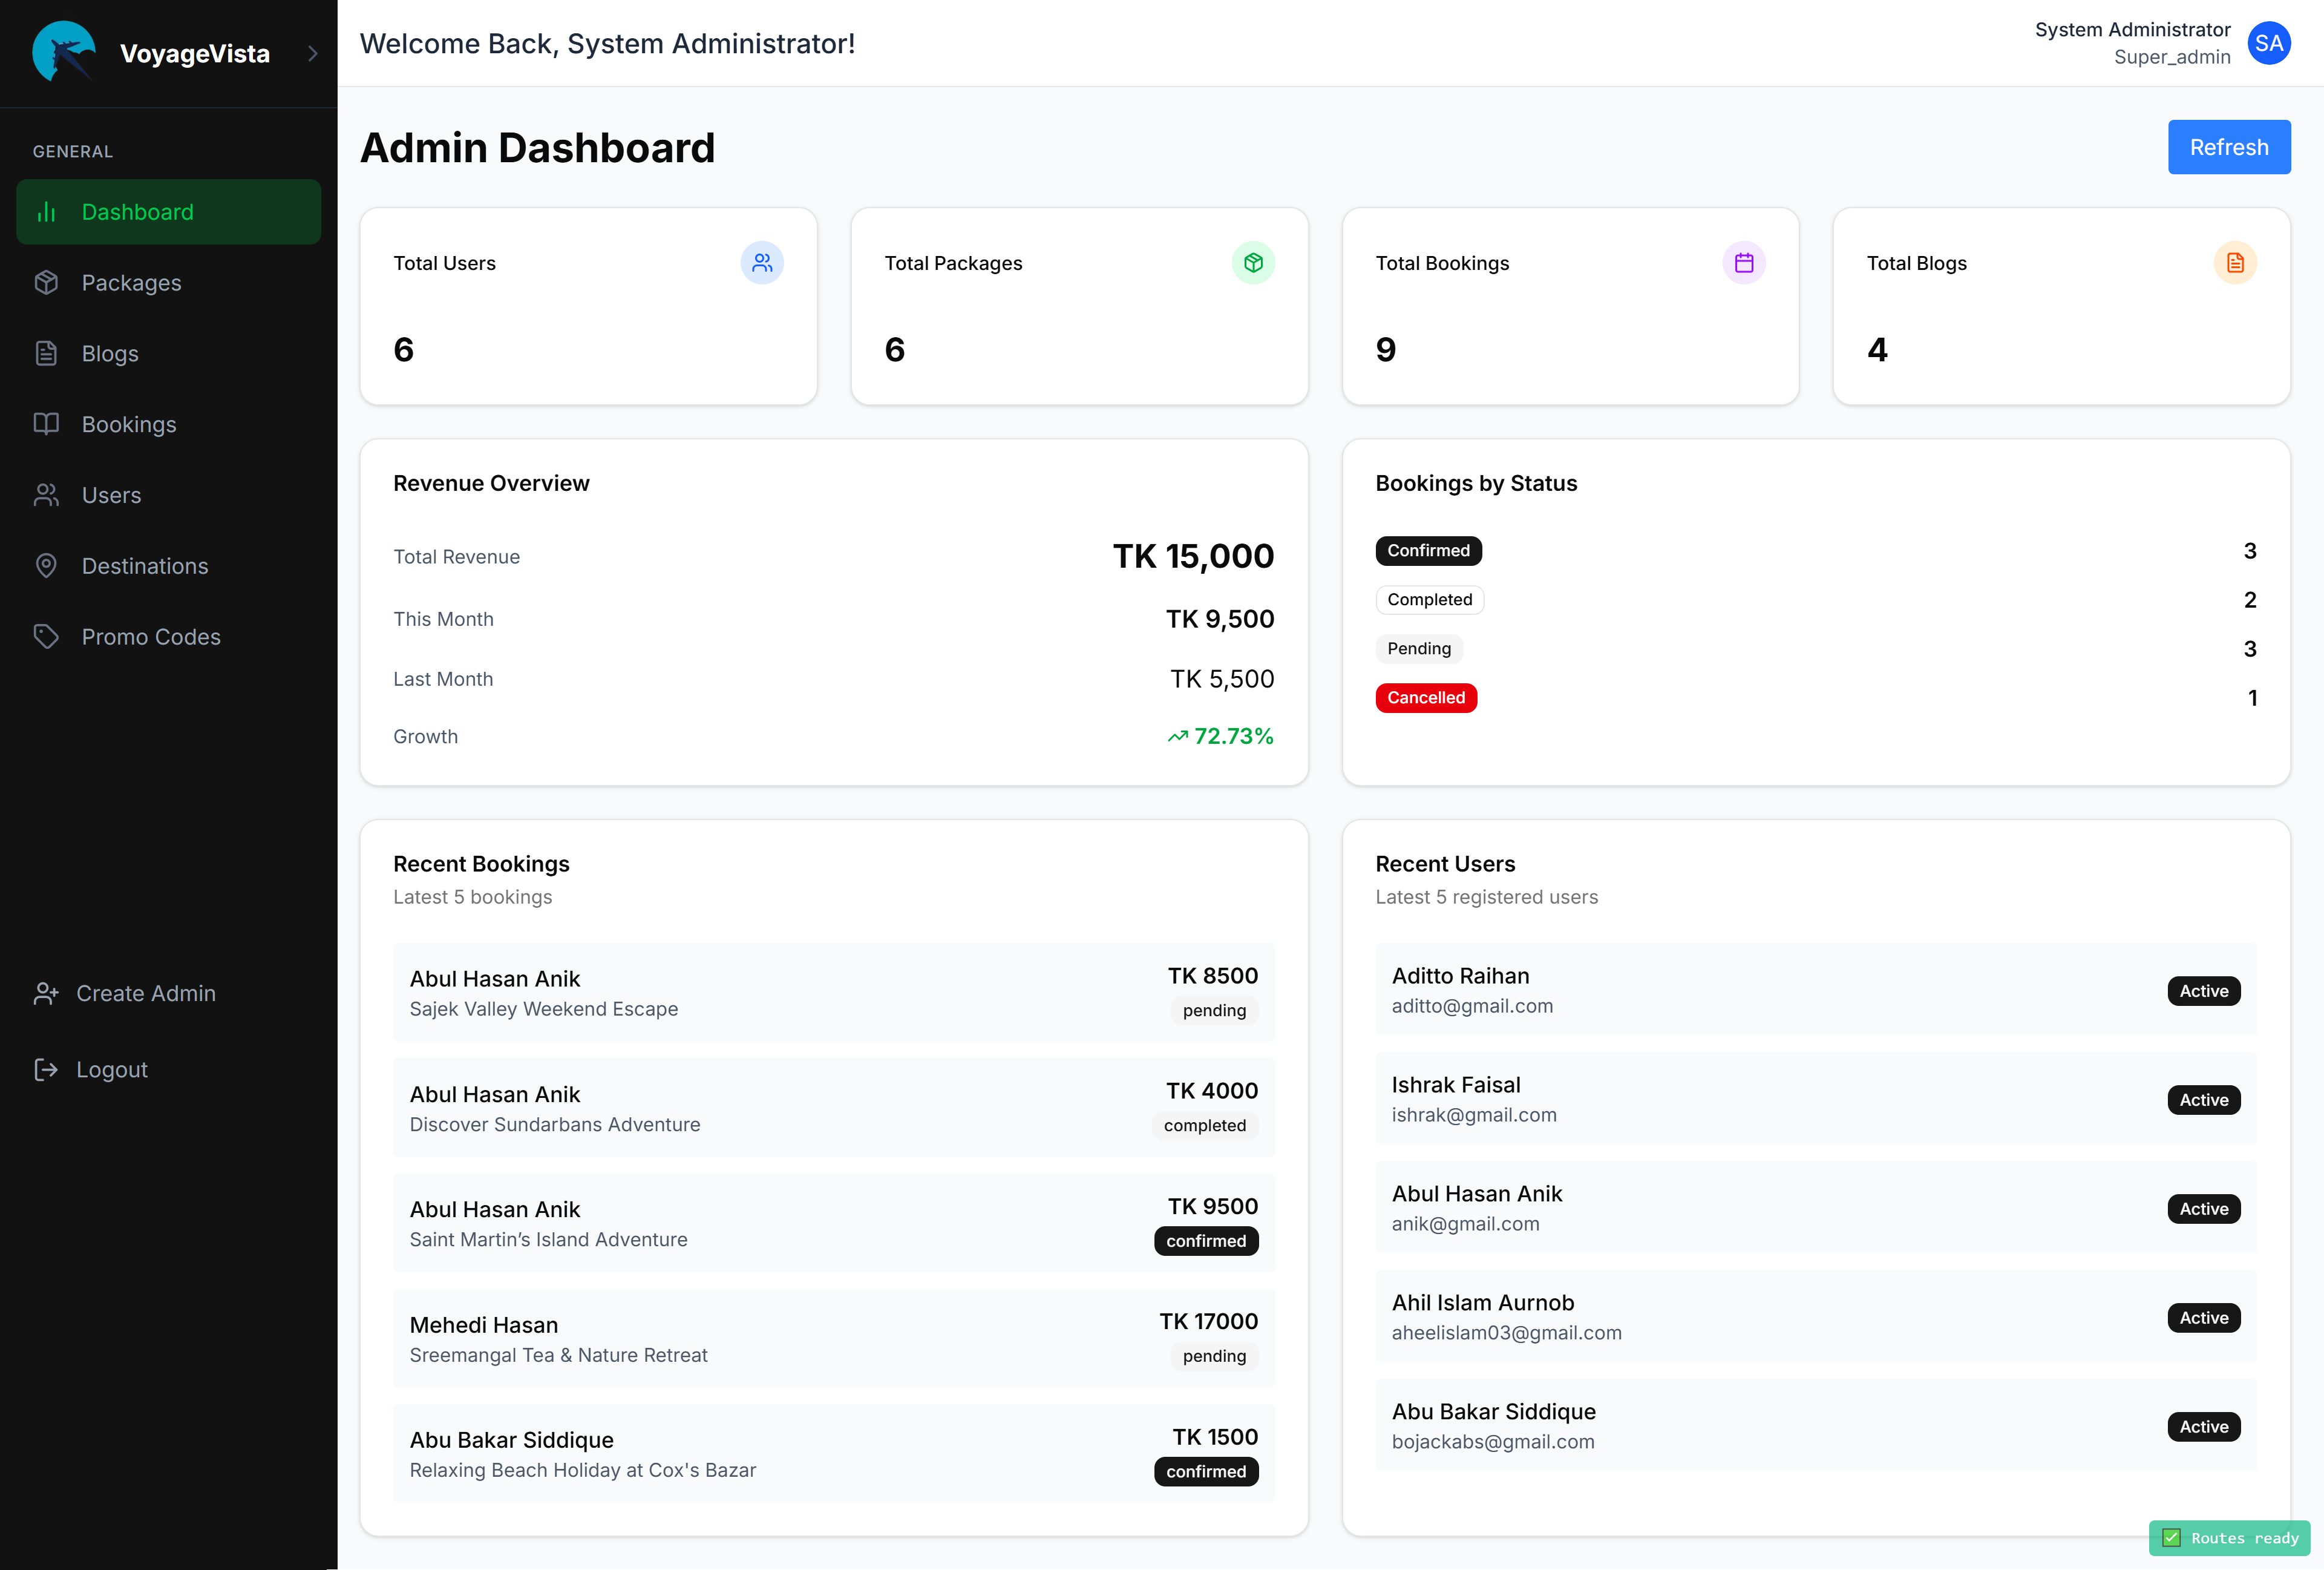 VoyageVista
GENERAL
Dashboard
Packages
Blogs
Bookings
Users
Destinations
Promo Codes
Create Admin
Logout
Welcome Back, System Administrator!
System Administrator
Super_admin
SA
Admin Dashboard
Refresh
Total Users
6
Total Packages
6
Total Bookings
9
Total Blogs
4
Revenue Overview
Total Revenue TK 15,000
This Month TK 9,500
Last Month TK 5,500
Growth 72.73%
Bookings by Status
Confirmed 3
Completed 2
Pending 3
Cancelled 1
Recent Bookings
Latest 5 bookings
Abul Hasan Anik TK 8500
Sajek Valley Weekend Escape pending
Abul Hasan Anik TK 4000
Discover Sundarbans Adventure completed
Abul Hasan Anik TK 9500
Saint Martin’s Island Adventure confirmed
Mehedi Hasan TK 17000
Sreemangal Tea & Nature Retreat pending
Abu Bakar Siddique TK 1500
Relaxing Beach Holiday at Cox's Bazar confirmed
Recent Users
Latest 5 registered users
Aditto Raihan
aditto@gmail.com
Active
Ishrak Faisal
ishrak@gmail.com
Active
Abul Hasan Anik
anik@gmail.com
Active
Ahil Islam Aurnob
aheelislam03@gmail.com
Active
Abu Bakar Siddique
bojackabs@gmail.com
Active
Routes ready